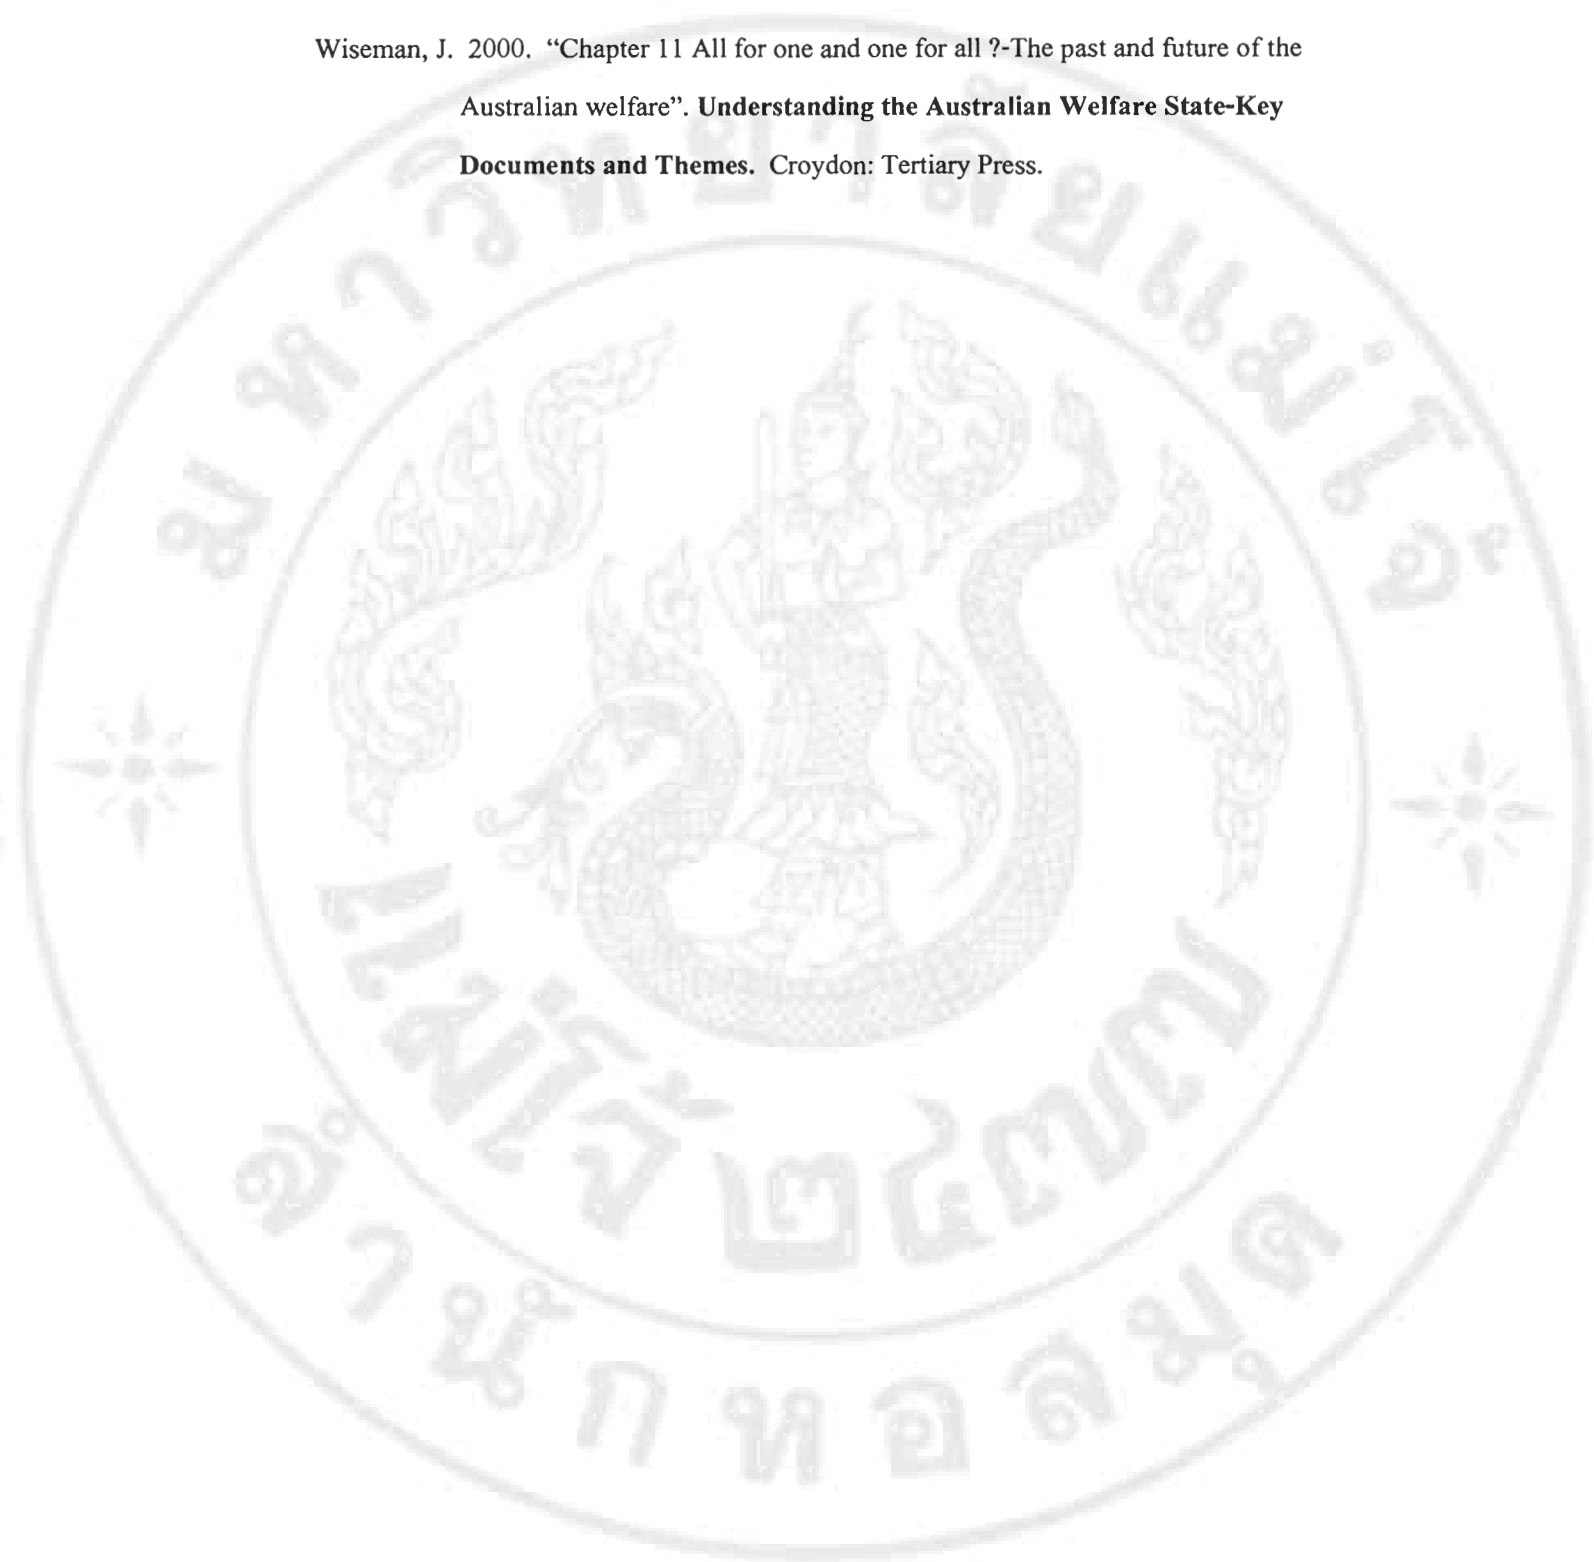 Wiseman, J. 2000. “Chapter 11 All for one and one for all ?-The past and future of the
Australian welfare”. Understanding the Australian Welfare State-Key
Documents and Themes. Croydon: Tertiary Press.
มหาวิทยาลัยแม่โจ้
แม่โจ้ ๒๔๗๗
สำนักหอสมุด